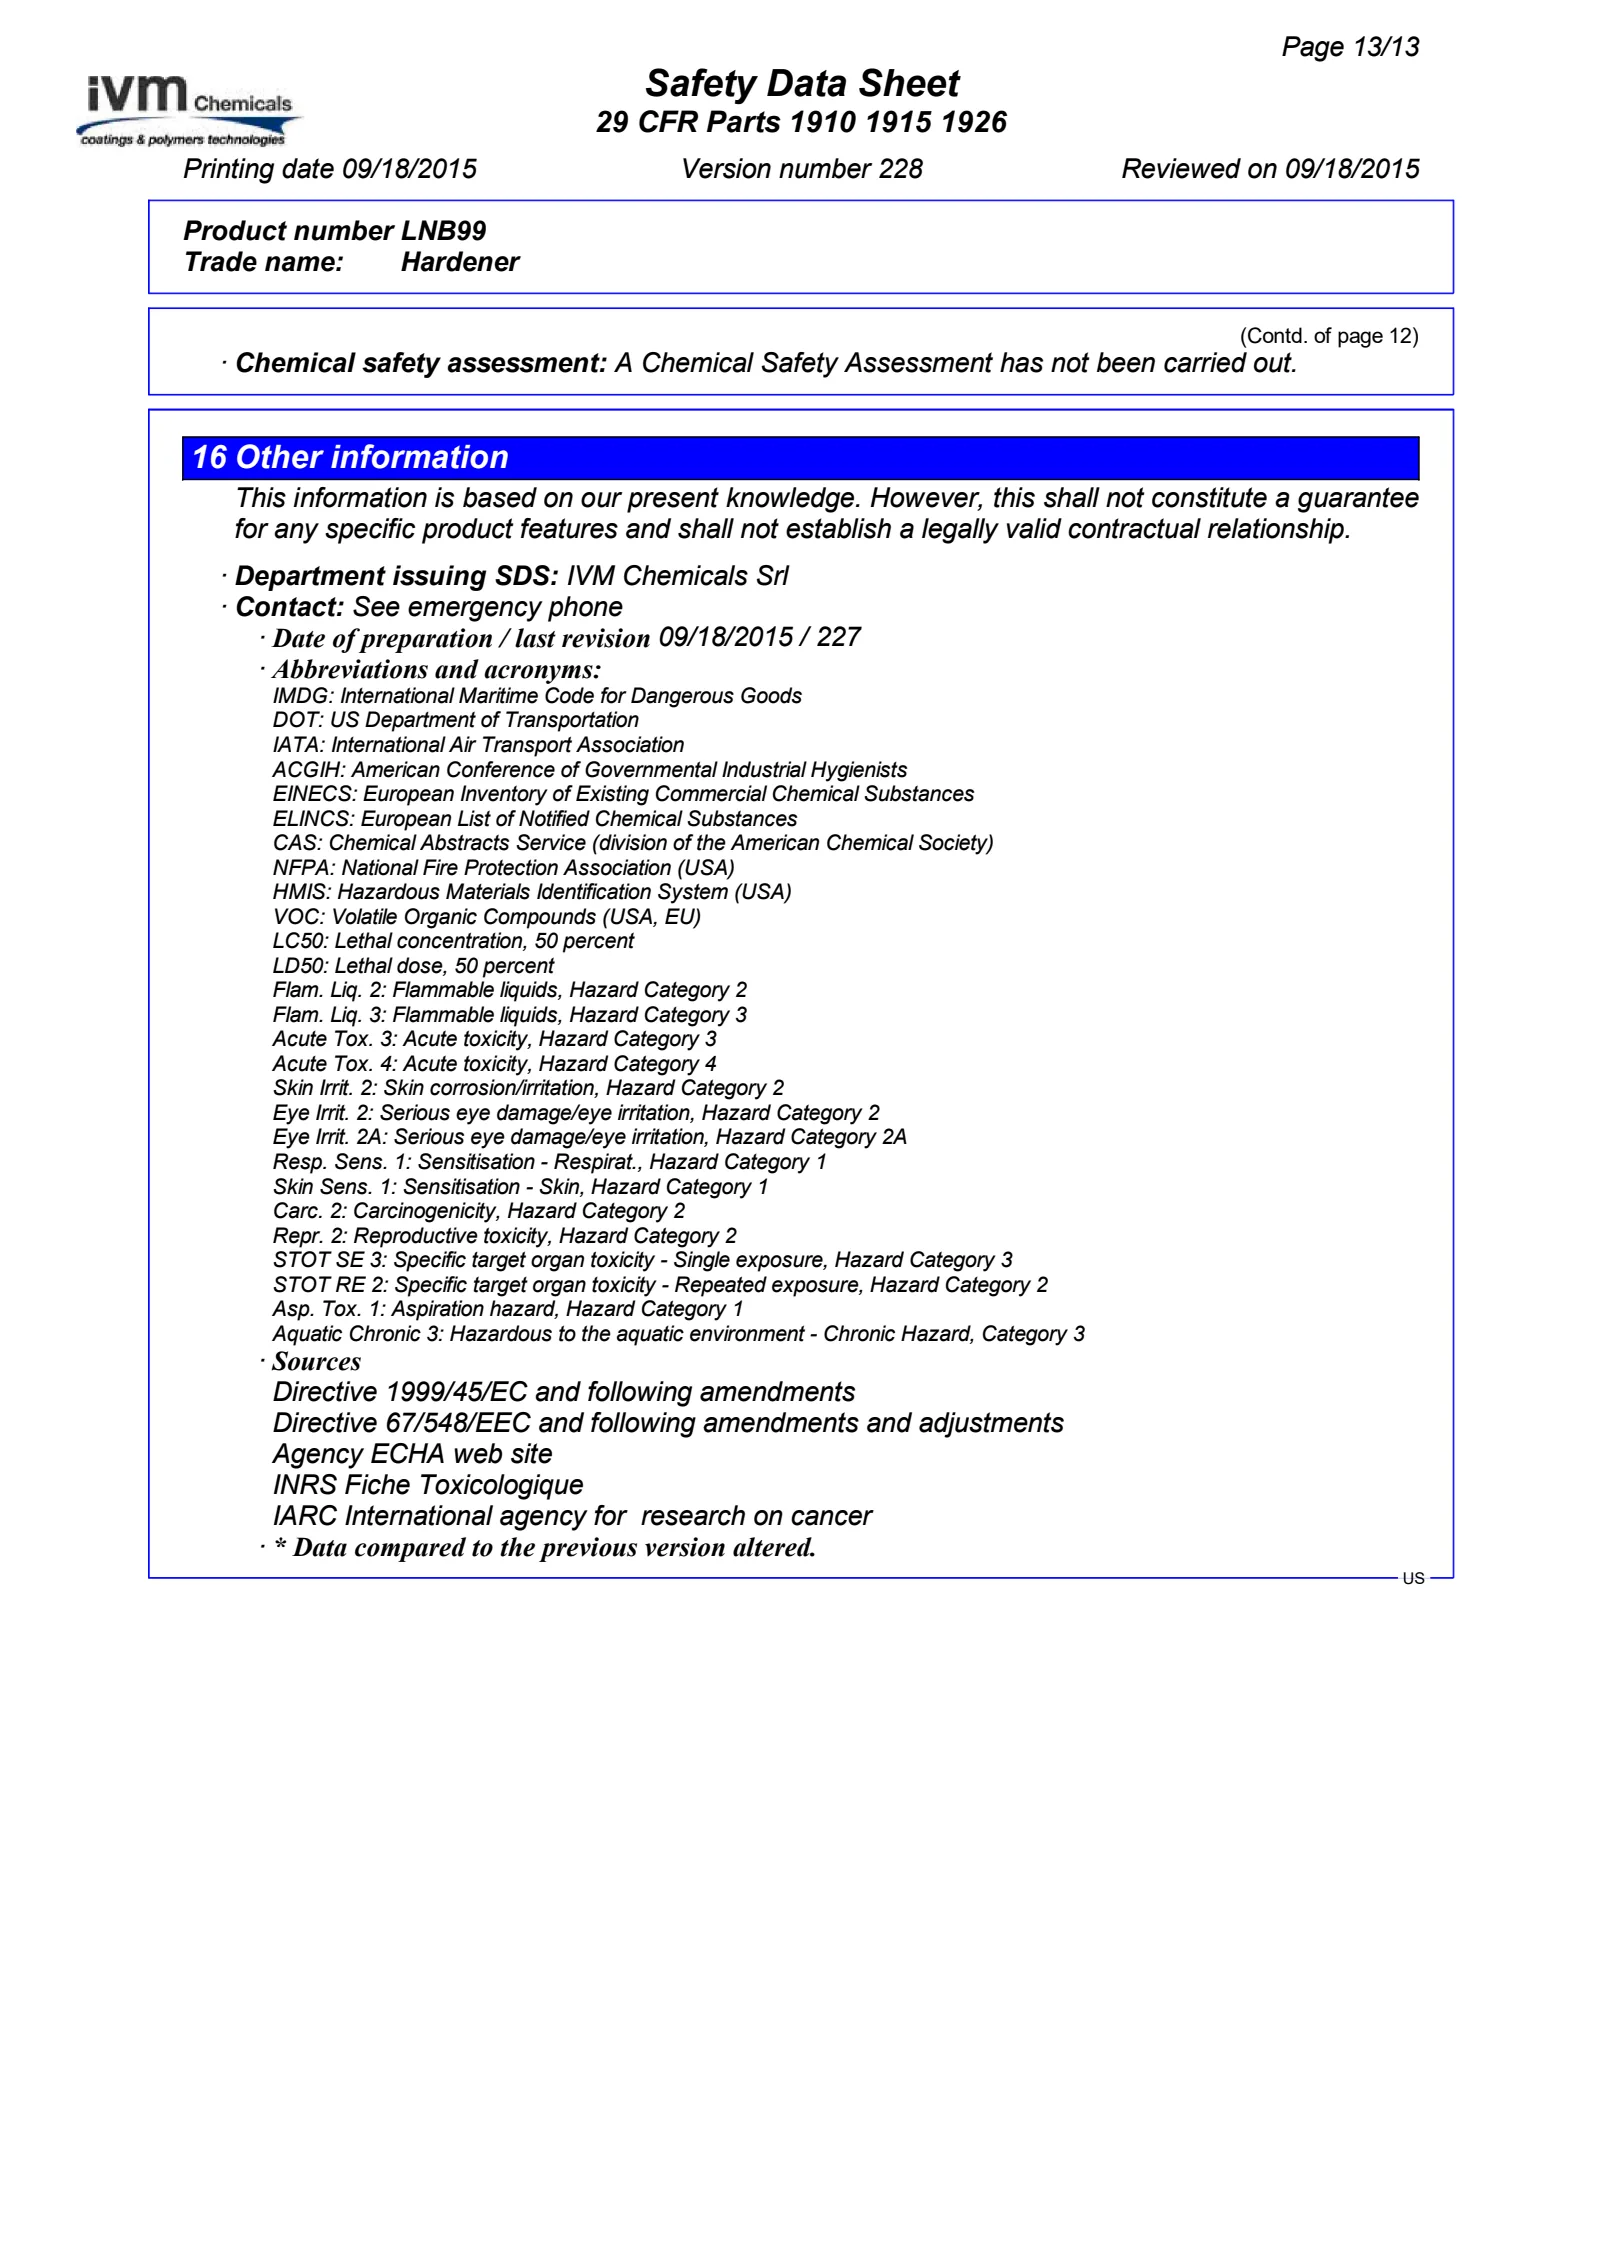 Page 13/13
ivm Chemicals
coatings & polymers technologies
Safety Data Sheet
29 CFR Parts 1910 1915 1926
Printing date 09/18/2015 Version number 228 Reviewed on 09/18/2015
Product number LNB99
Trade name: Hardener
(Contd. of page 12)
· Chemical safety assessment: A Chemical Safety Assessment has not been carried out.
16 Other information
This information is based on our present knowledge. However, this shall not constitute a guarantee
for any specific product features and shall not establish a legally valid contractual relationship.
· Department issuing SDS: IVM Chemicals Srl
· Contact: See emergency phone
· Date of preparation / last revision 09/18/2015 / 227
· Abbreviations and acronyms:
IMDG: International Maritime Code for Dangerous Goods
DOT: US Department of Transportation
IATA: International Air Transport Association
ACGIH: American Conference of Governmental Industrial Hygienists
EINECS: European Inventory of Existing Commercial Chemical Substances
ELINCS: European List of Notified Chemical Substances
CAS: Chemical Abstracts Service (division of the American Chemical Society)
NFPA: National Fire Protection Association (USA)
HMIS: Hazardous Materials Identification System (USA)
VOC: Volatile Organic Compounds (USA, EU)
LC50: Lethal concentration, 50 percent
LD50: Lethal dose, 50 percent
Flam. Liq. 2: Flammable liquids, Hazard Category 2
Flam. Liq. 3: Flammable liquids, Hazard Category 3
Acute Tox. 3: Acute toxicity, Hazard Category 3
Acute Tox. 4: Acute toxicity, Hazard Category 4
Skin Irrit. 2: Skin corrosion/irritation, Hazard Category 2
Eye Irrit. 2: Serious eye damage/eye irritation, Hazard Category 2
Eye Irrit. 2A: Serious eye damage/eye irritation, Hazard Category 2A
Resp. Sens. 1: Sensitisation - Respirat., Hazard Category 1
Skin Sens. 1: Sensitisation - Skin, Hazard Category 1
Carc. 2: Carcinogenicity, Hazard Category 2
Repr. 2: Reproductive toxicity, Hazard Category 2
STOT SE 3: Specific target organ toxicity - Single exposure, Hazard Category 3
STOT RE 2: Specific target organ toxicity - Repeated exposure, Hazard Category 2
Asp. Tox. 1: Aspiration hazard, Hazard Category 1
Aquatic Chronic 3: Hazardous to the aquatic environment - Chronic Hazard, Category 3
· Sources
Directive 1999/45/EC and following amendments
Directive 67/548/EEC and following amendments and adjustments
Agency ECHA web site
INRS Fiche Toxicologique
IARC International agency for research on cancer
· * Data compared to the previous version altered.
US